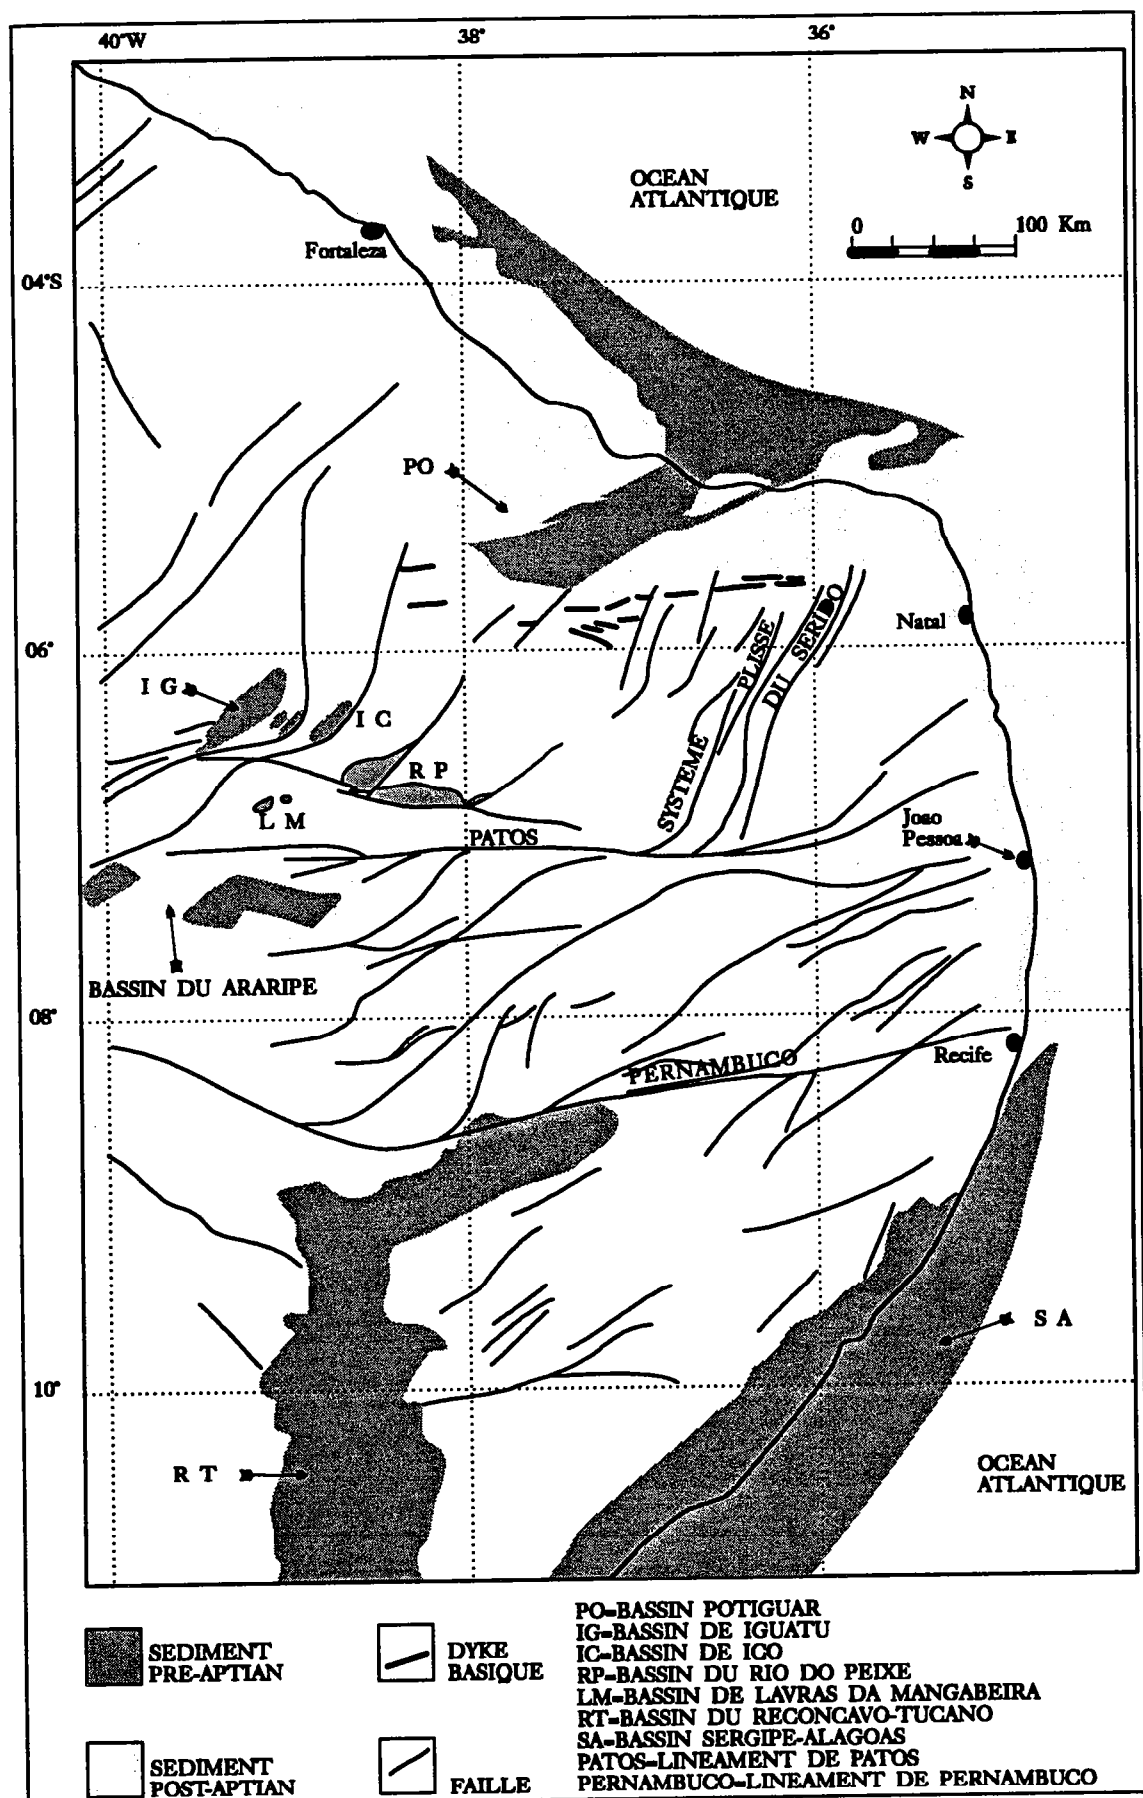 40°W 38° 36°
N
W E
S
OCEAN
ATLANTIQUE
0 100 Km
Fortaleza
04°S
PO
Natal
06°
I G
I C
SYSTEME PLISSE
DU SERIDO
R P
L M
PATOS
Joao
Pessoa
BASSIN DU ARARIPE
08°
Recife
PERNAMBUCO
S A
10°
R T
OCEAN
ATLANTIQUE
SEDIMENT
PRE-APTIAN
DYKE
BASIQUE
SEDIMENT
POST-APTIAN
FAILLE
PO=BASSIN POTIGUAR
IG=BASSIN DE IGUATU
IC=BASSIN DE ICO
RP=BASSIN DU RIO DO PEIXE
LM=BASSIN DE LAVRAS DA MANGABEIRA
RT=BASSIN DU RECONCAVO-TUCANO
SA=BASSIN SERGIPE-ALAGOAS
PATOS=LINEAMENT DE PATOS
PERNAMBUCO=LINEAMENT DE PERNAMBUCO